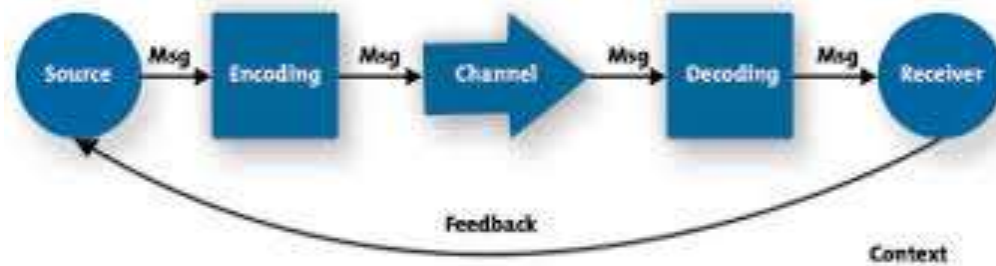 Msg Msg Msg Msg
Source Encoding Channel Decoding Receiver
Feedback
Context